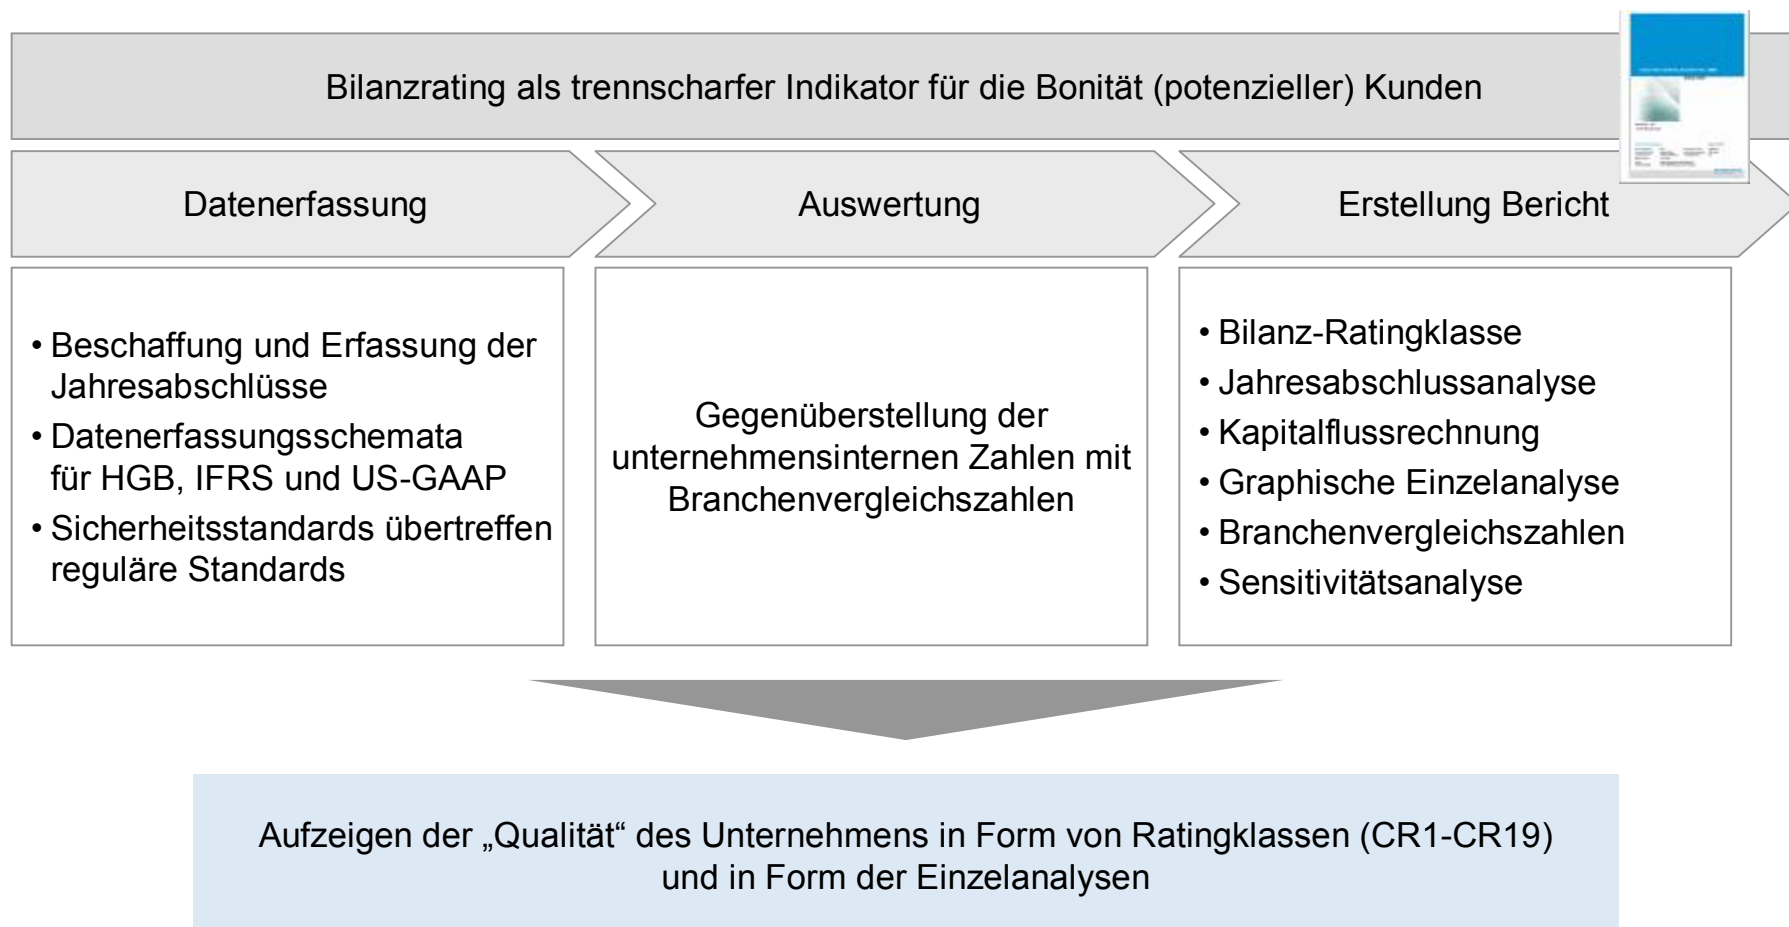 Bilanzrating als trennscharfer Indikator für die Bonität (potenzieller) Kunden
Datenerfassung
Auswertung
Erstellung Bericht
• Beschaffung und Erfassung der
Jahresabschlüsse
• Datenerfassungsschemata
für HGB, IFRS und US-GAAP
• Sicherheitsstandards übertreffen
reguläre Standards
Gegenüberstellung der
unternehmensinternen Zahlen mit
Branchenvergleichszahlen
• Bilanz-Ratingklasse
• Jahresabschlussanalyse
• Kapitalflussrechnung
• Graphische Einzelanalyse
• Branchenvergleichszahlen
• Sensitivitätsanalyse
Aufzeigen der „Qualität“ des Unternehmens in Form von Ratingklassen (CR1-CR19)
und in Form der Einzelanalysen